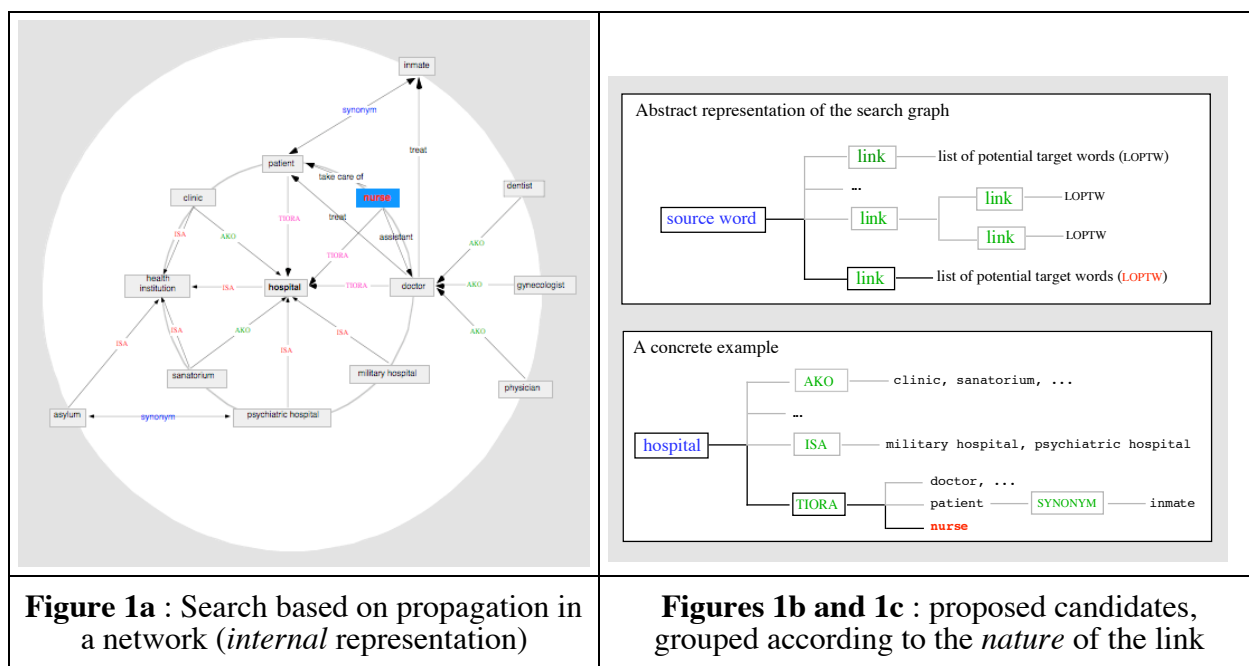 inmate
synonym
patient
treat
take care of
dentist
clinic
nurse
TIORA
treat
assistant
ISA
AKO
TIORA
AKO
health
institution
ISA
hospital
TIORA
doctor
AKO
gynecologist
ISA
ISA
AKO
ISA
ISA
AKO
sanatorium
military hospital
physician
asylum
synonym
psychiatric hospital
Abstract representation of the search graph
link
list of potential target words (LOPTW)
...
source word
link
link
LOPTW
link
LOPTW
link
list of potential target words (LOPTW)
A concrete example
AKO
clinic, sanatorium, ...
...
hospital
ISA
military hospital, psychiatric hospital
doctor, ...
TIORA
patient
SYNONYM
inmate
nurse
Figure 1a : Search based on propagation in
a network (internal representation)
Figures 1b and 1c : proposed candidates,
grouped according to the nature of the link